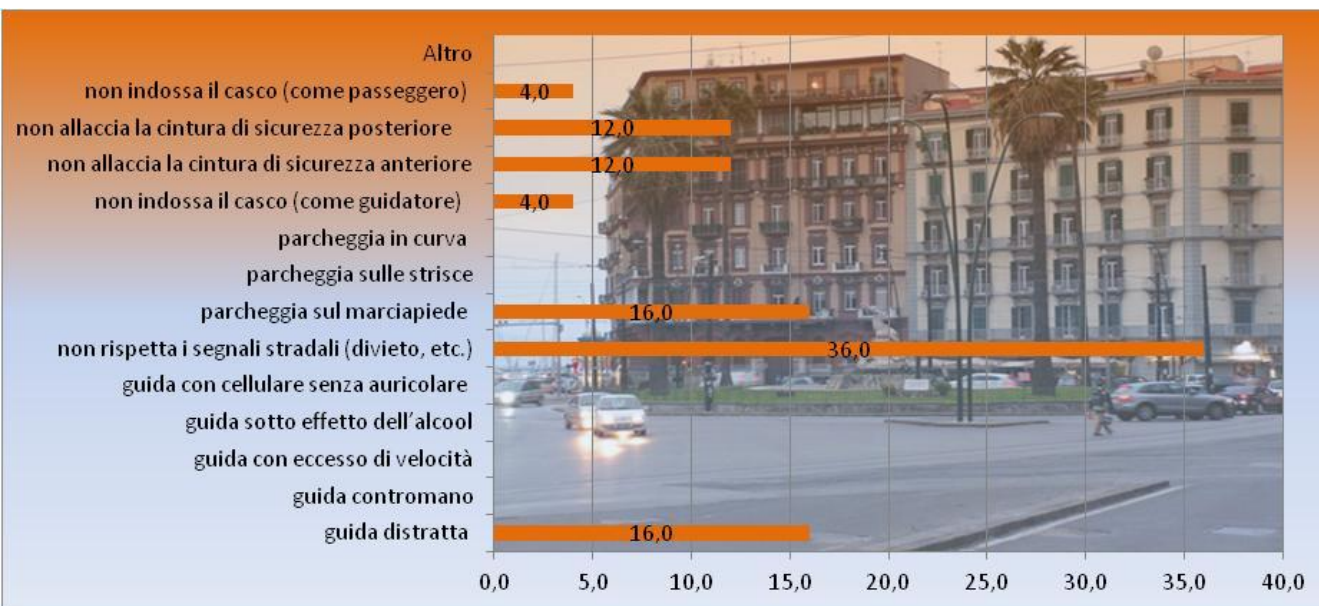 Altro
non indossa il casco (come passeggero) 4,0
non allaccia la cintura di sicurezza posteriore 12,0
non allaccia la cintura di sicurezza anteriore 12,0
non indossa il casco (come guidatore) 4,0
parcheggia in curva
parcheggia sulle strisce
parcheggia sul marciapiede 16,0
non rispetta i segnali stradali (divieto, etc.) 36,0
guida con cellulare senza auricolare
guida sotto effetto dell’alcool
guida con eccesso di velocità
guida contromano
guida distratta 16,0
0,0 5,0 10,0 15,0 20,0 25,0 30,0 35,0 40,0